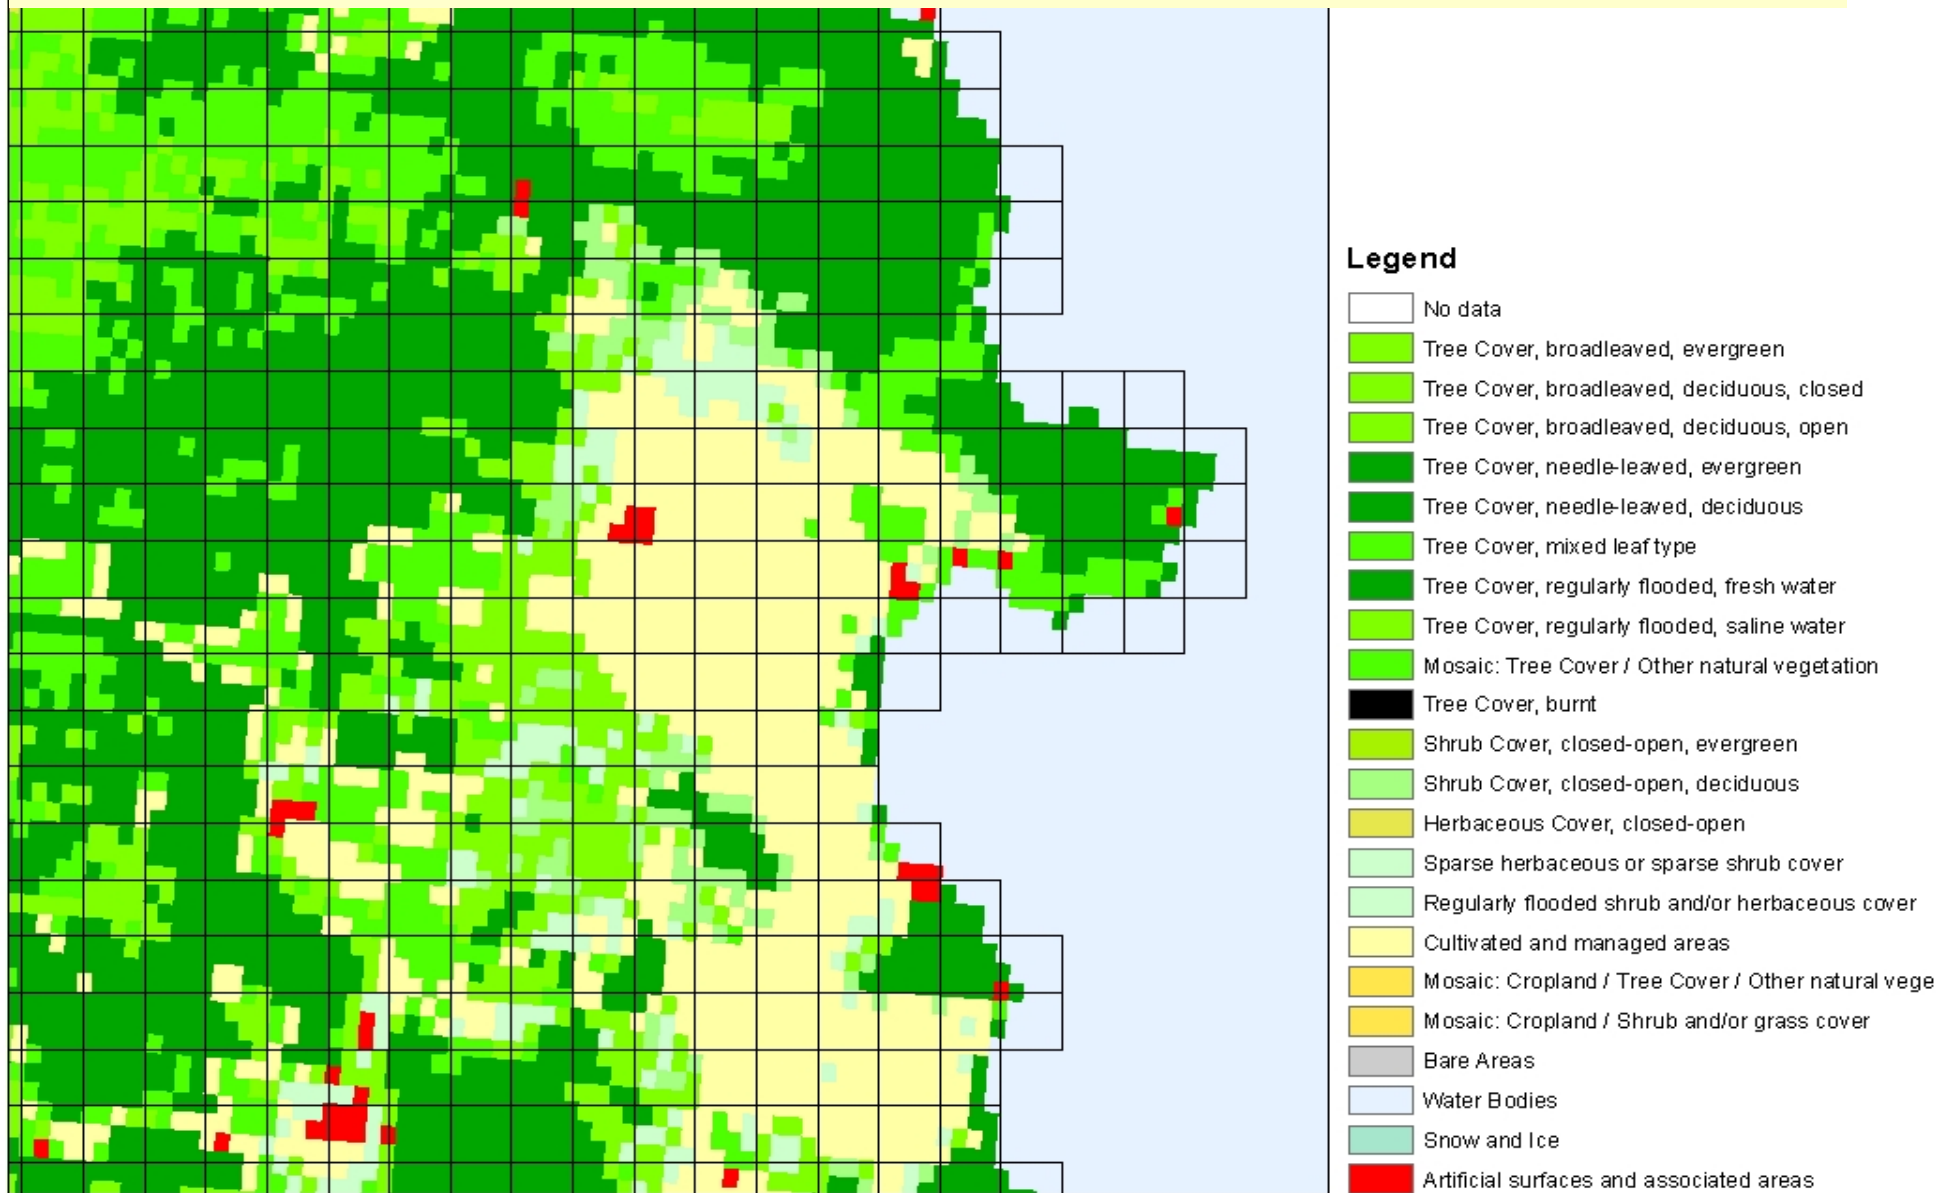 Legend
No data
Tree Cover, broadleaved, evergreen
Tree Cover, broadleaved, deciduous, closed
Tree Cover, broadleaved, deciduous, open
Tree Cover, needle-leaved, evergreen
Tree Cover, needle-leaved, deciduous
Tree Cover, mixed leaf type
Tree Cover, regularly flooded, fresh water
Tree Cover, regularly flooded, saline water
Mosaic: Tree Cover / Other natural vegetation
Tree Cover, burnt
Shrub Cover, closed-open, evergreen
Shrub Cover, closed-open, deciduous
Herbaceous Cover, closed-open
Sparse herbaceous or sparse shrub cover
Regularly flooded shrub and/or herbaceous cover
Cultivated and managed areas
Mosaic: Cropland / Tree Cover / Other natural vege
Mosaic: Cropland / Shrub and/or grass cover
Bare Areas
Water Bodies
Snow and Ice
Artificial surfaces and associated areas